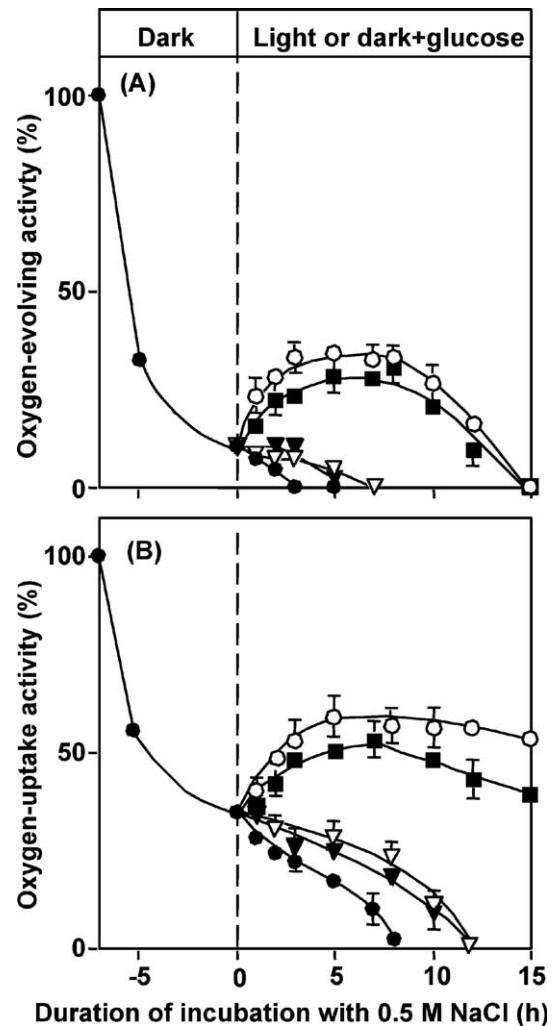 Dark Light or dark+glucose
(A)
100
50
0
Oxygen-evolving activty (%)
(B)
100
50
0
Oxygen-uptake activity (%)
-5 0 5 10 15
Duration of incubation with 0.5 M NaCl (h)